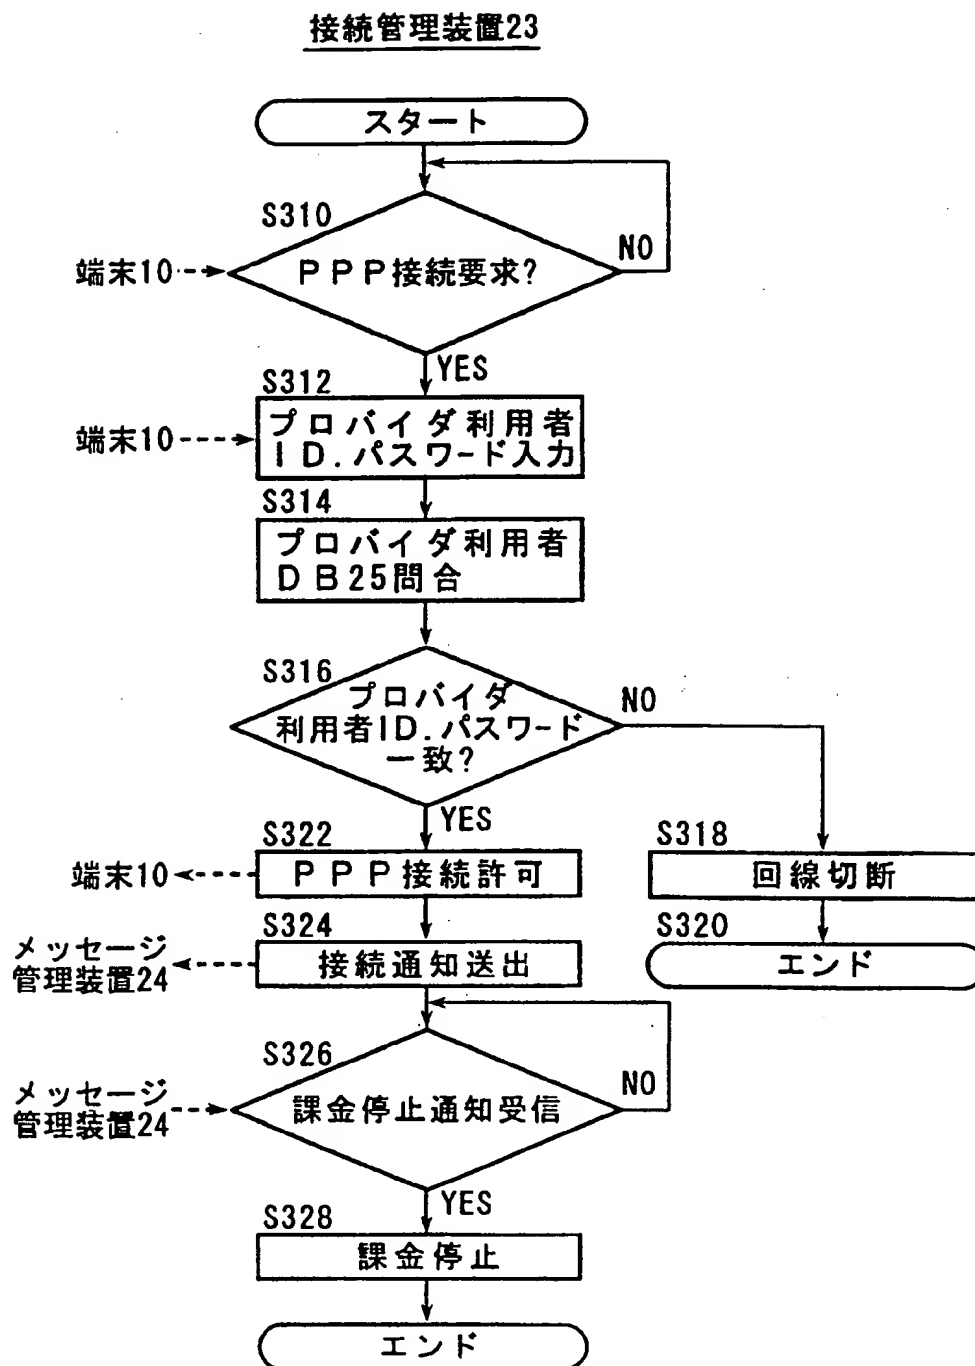 接続管理装置23
スタート
S310
NO
端末10
PPP接続要求?
YES
S312
端末10
プロバイダ利用者
ID.パスワード入力
S314
プロバイダ利用者
DB25問合
S316
NO
プロバイダ
利用者ID.パスワード
一致?
YES
S322
S318
端末10
PPP接続許可
回線切断
S324
S320
メッセージ
管理装置24
接続通知送出
エンド
S326
NO
メッセージ
管理装置24
課金停止通知受信
YES
S328
課金停止
エンド